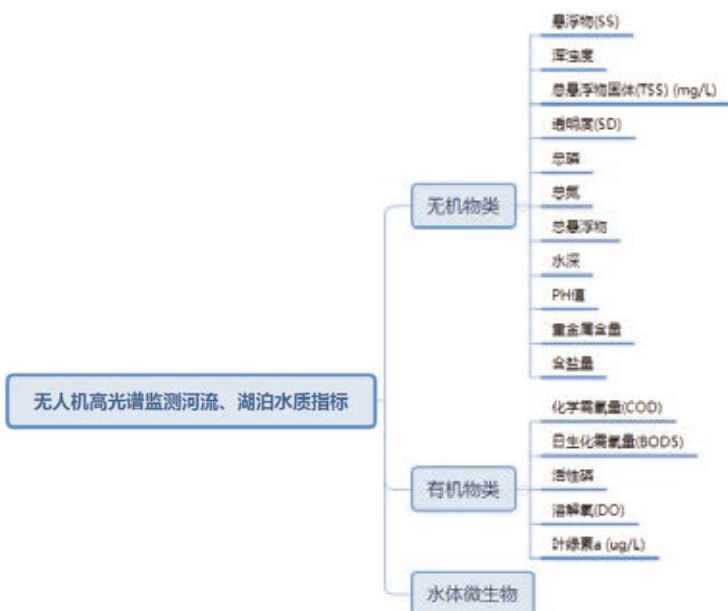 悬浮物(SS)
浑浊度
总悬浮物固体(TSS) (mg/L)
透明度(SD)
总磷
总氮
总悬浮物
水深
PH值
重金属含量
含盐量
无机物类
无人机高光谱监测河流、湖泊水质指标
化学需氧量(COD)
日生化需氧量(BOD5)
活性磷
溶解氧(DO)
叶绿素a (ug/L)
有机物类
水体微生物